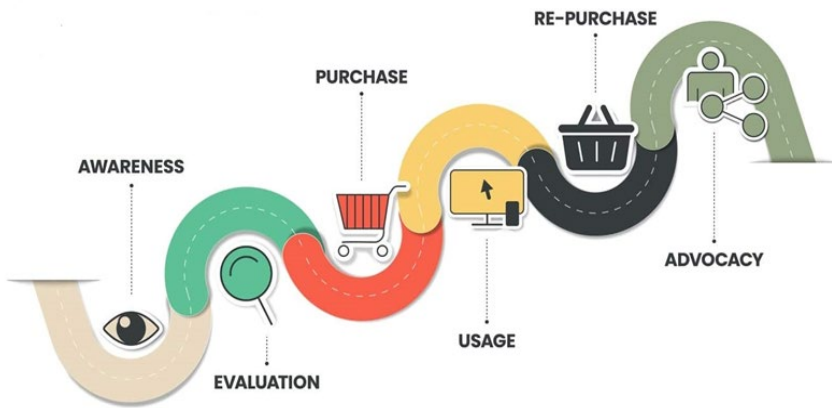 AWARENESS
EVALUATION
PURCHASE
USAGE
RE-PURCHASE
ADVOCACY